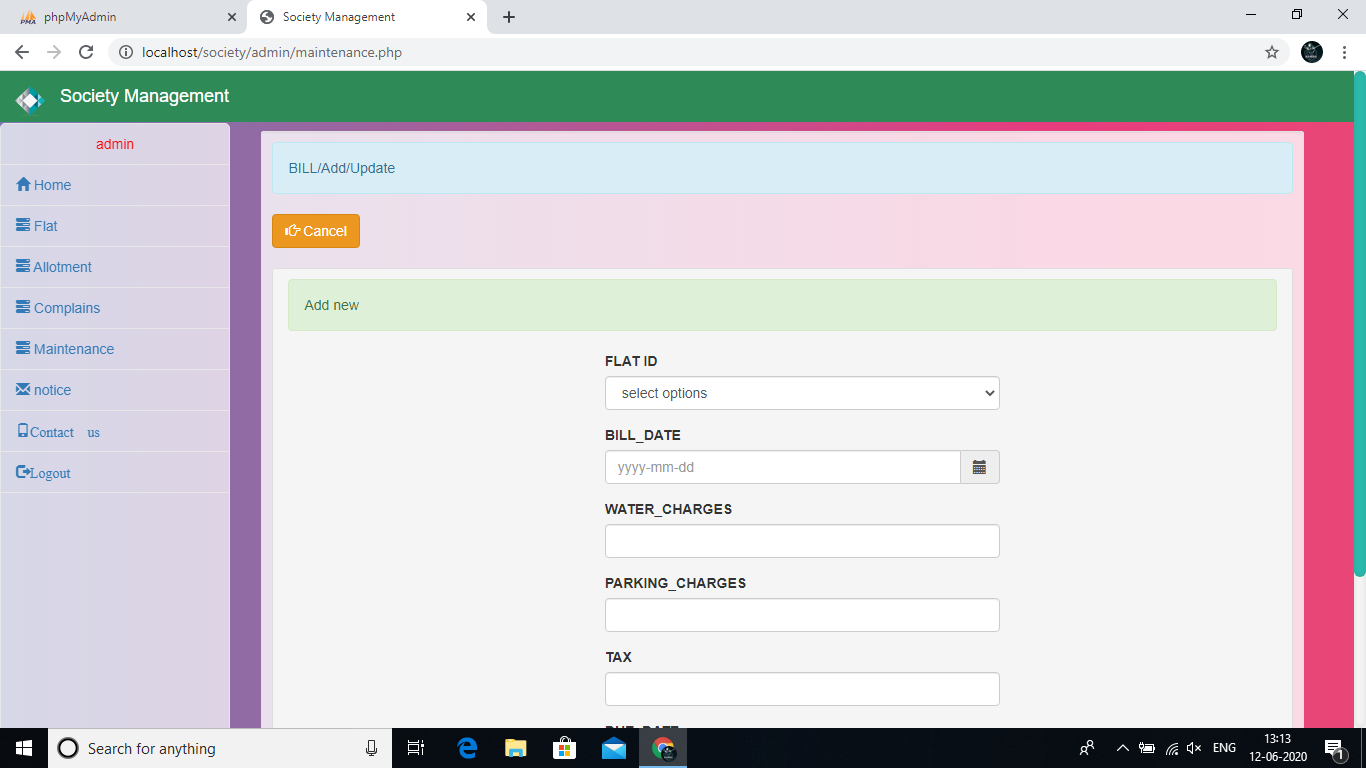 phpMyAdmin
Society Management
localhost/society/admin/maintenance.php
Society Management
admin
Home
Flat
Allotment
Complains
Maintenance
notice
Contact us
Logout
BILL/Add/Update
Cancel
Add new
FLAT ID
select options
BILL_DATE
yyyy-mm-dd
WATER_CHARGES
PARKING_CHARGES
TAX
DUE_DATE
Search for anything
ENG
13:13
12-06-2020
1